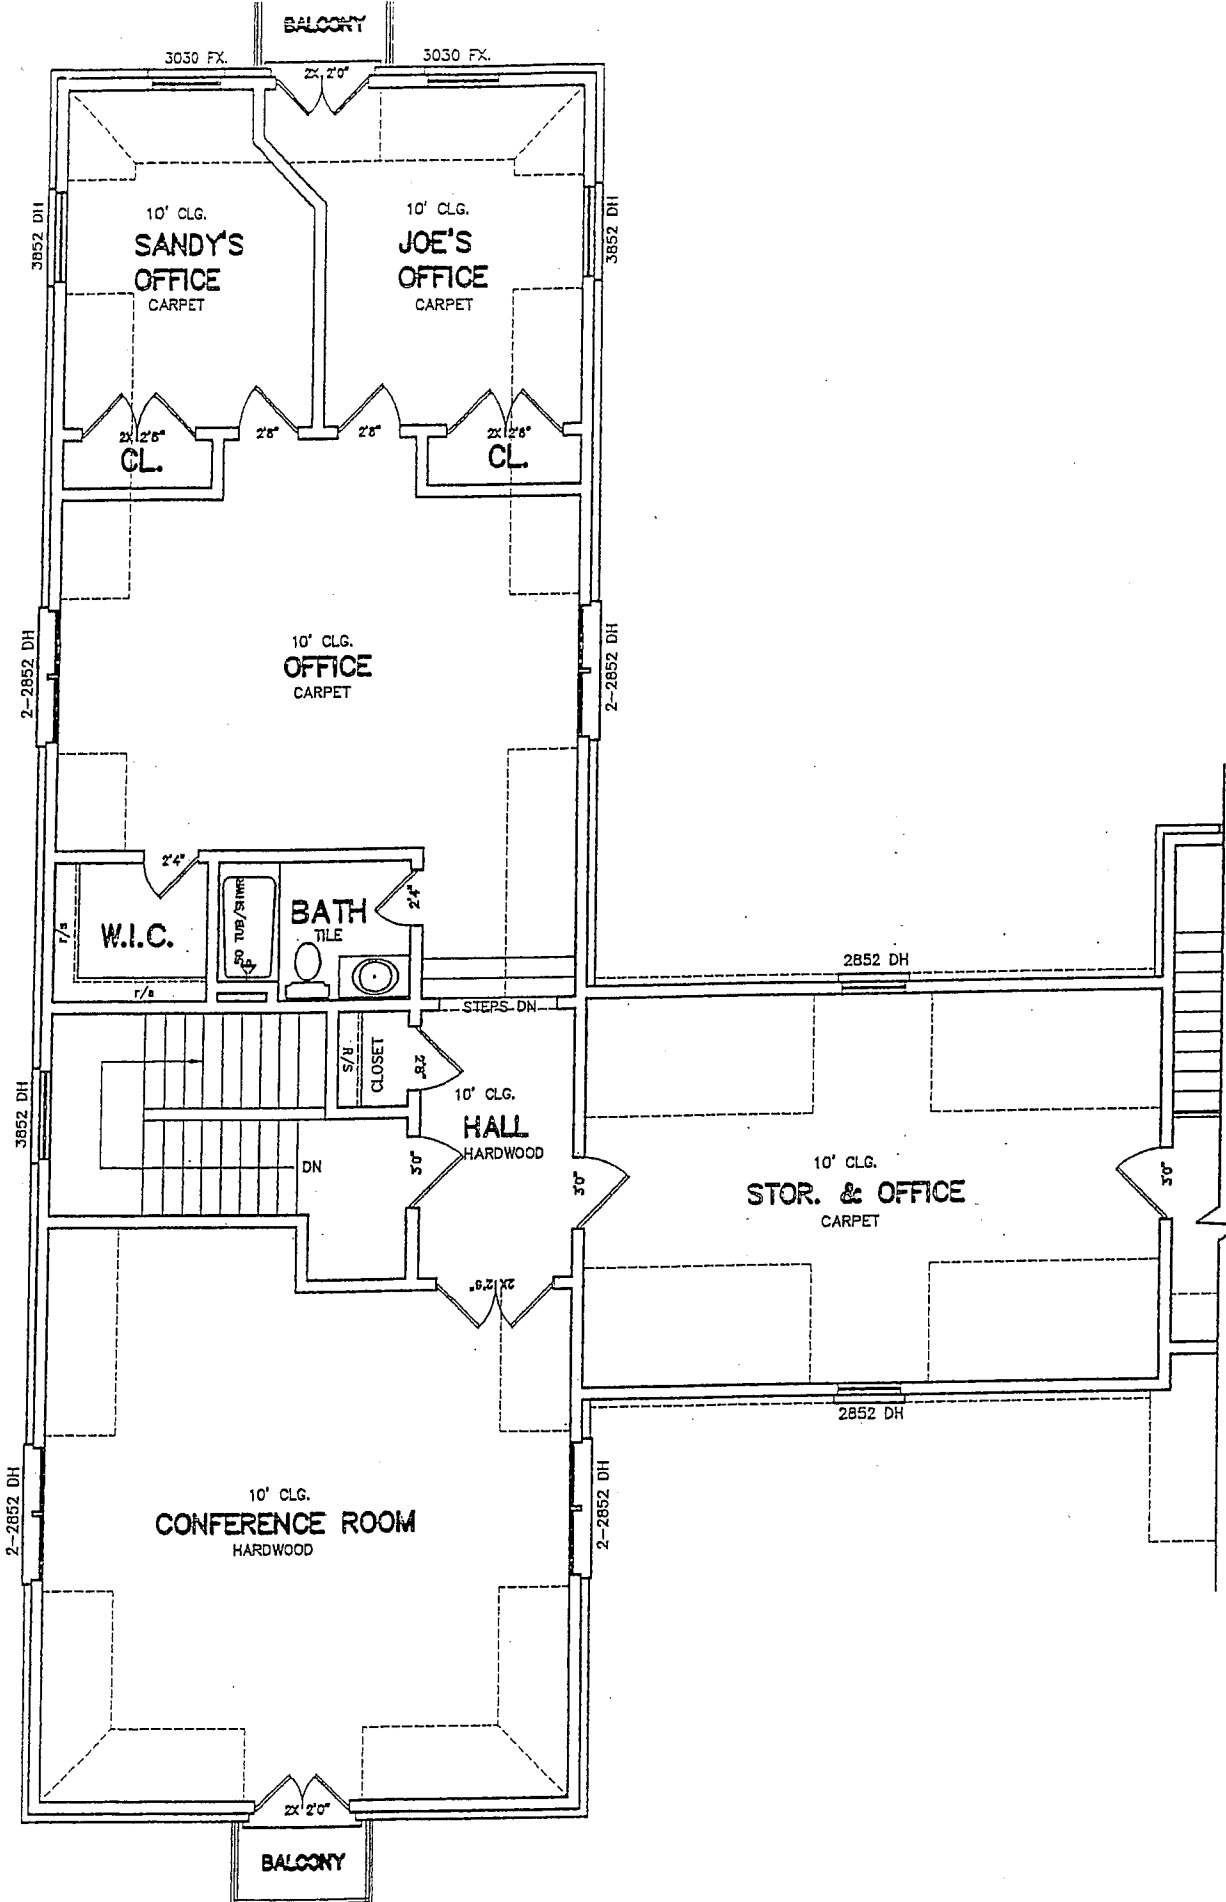 BALCONY
3030 FX.
2X 2'0"
3030 FX.
3852 DH
10' CLG.
SANDY'S
OFFICE
CARPET
10' CLG.
JOE'S
OFFICE
CARPET
3852 DH
2X 2'6"
CL.
2'8"
2'8"
2X 2'6"
CL.
2-2852 DH
10' CLG.
OFFICE
CARPET
2-2852 DH
2'4"
W.I.C.
r/s
r/s
50 TUB/SHWR
BATH
TILE
2'4"
STEPS DN
2852 DH
3852 DH
R/S
CLOSET
2'6"
10' CLG.
HALL
HARDWOOD
DN
3'0"
3'0"
10' CLG.
STOR. & OFFICE
CARPET
3'0"
2X 2'6"
2852 DH
2-2852 DH
10' CLG.
CONFERENCE ROOM
HARDWOOD
2-2852 DH
2X 2'0"
BALCONY